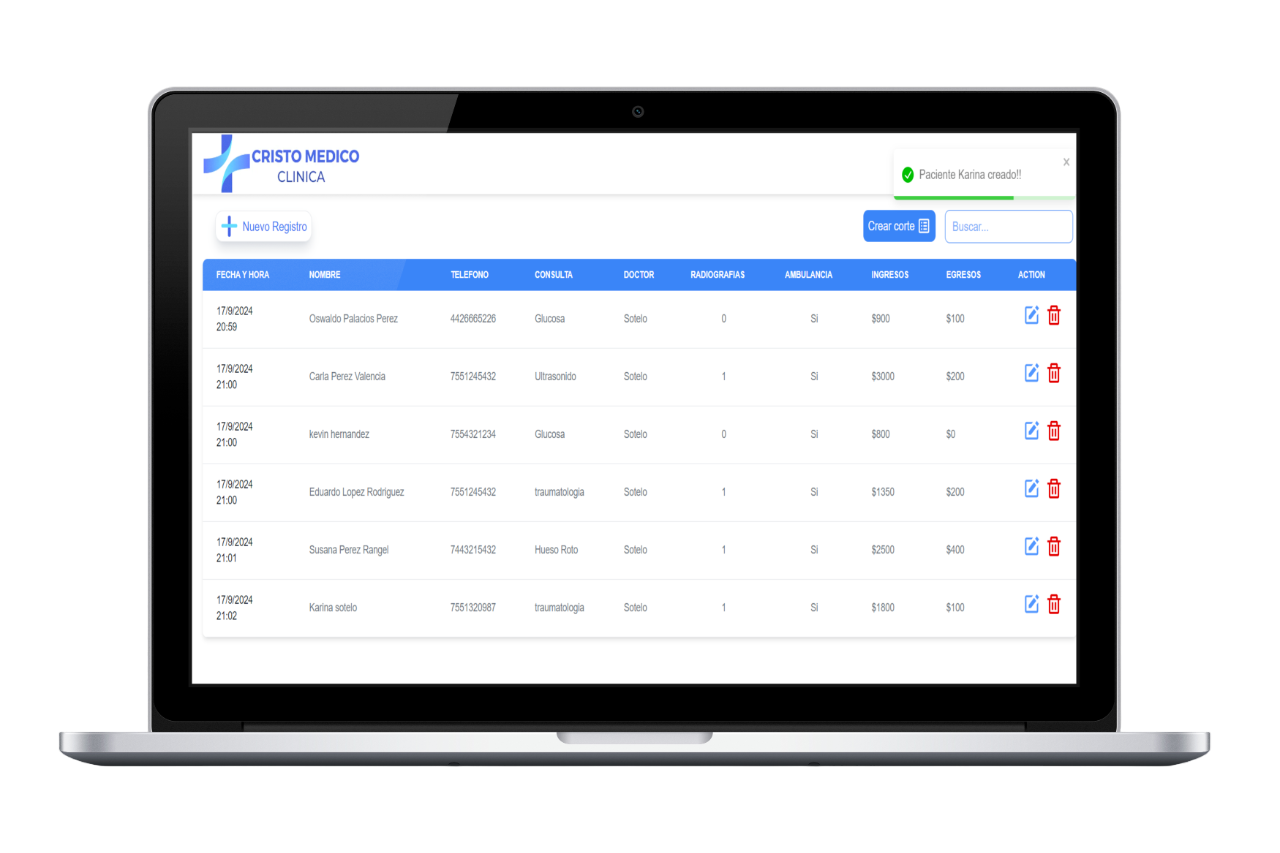 CRISTO MEDICO
CLINICA
Paciente Karina creado!!
x
Nuevo Registro
Crear corte
Buscar...
FECHA Y HORA NOMBRE TELEFONO CONSULTA DOCTOR RADIOGRAFIAS AMBULANCIA INGRESOS EGRESOS ACTION
17/9/2024
20:59 Oswaldo Palacios Perez 4426665226 Glucosa Sotelo 0 Si $900 $100
17/9/2024
21:00 Carla Perez Valencia 7551245432 Ultrasonido Sotelo 1 Si $3000 $200
17/9/2024
21:00 kevin hernandez 7554321234 Glucosa Sotelo 0 Si $800 $0
17/9/2024
21:00 Eduardo Lopez Rodriguez 7551245432 traumatologia Sotelo 1 Si $1350 $200
17/9/2024
21:01 Susana Perez Rangel 7443215432 Hueso Roto Sotelo 1 Si $2500 $400
17/9/2024
21:02 Karina sotelo 7551320987 traumatologia Sotelo 1 Si $1800 $100